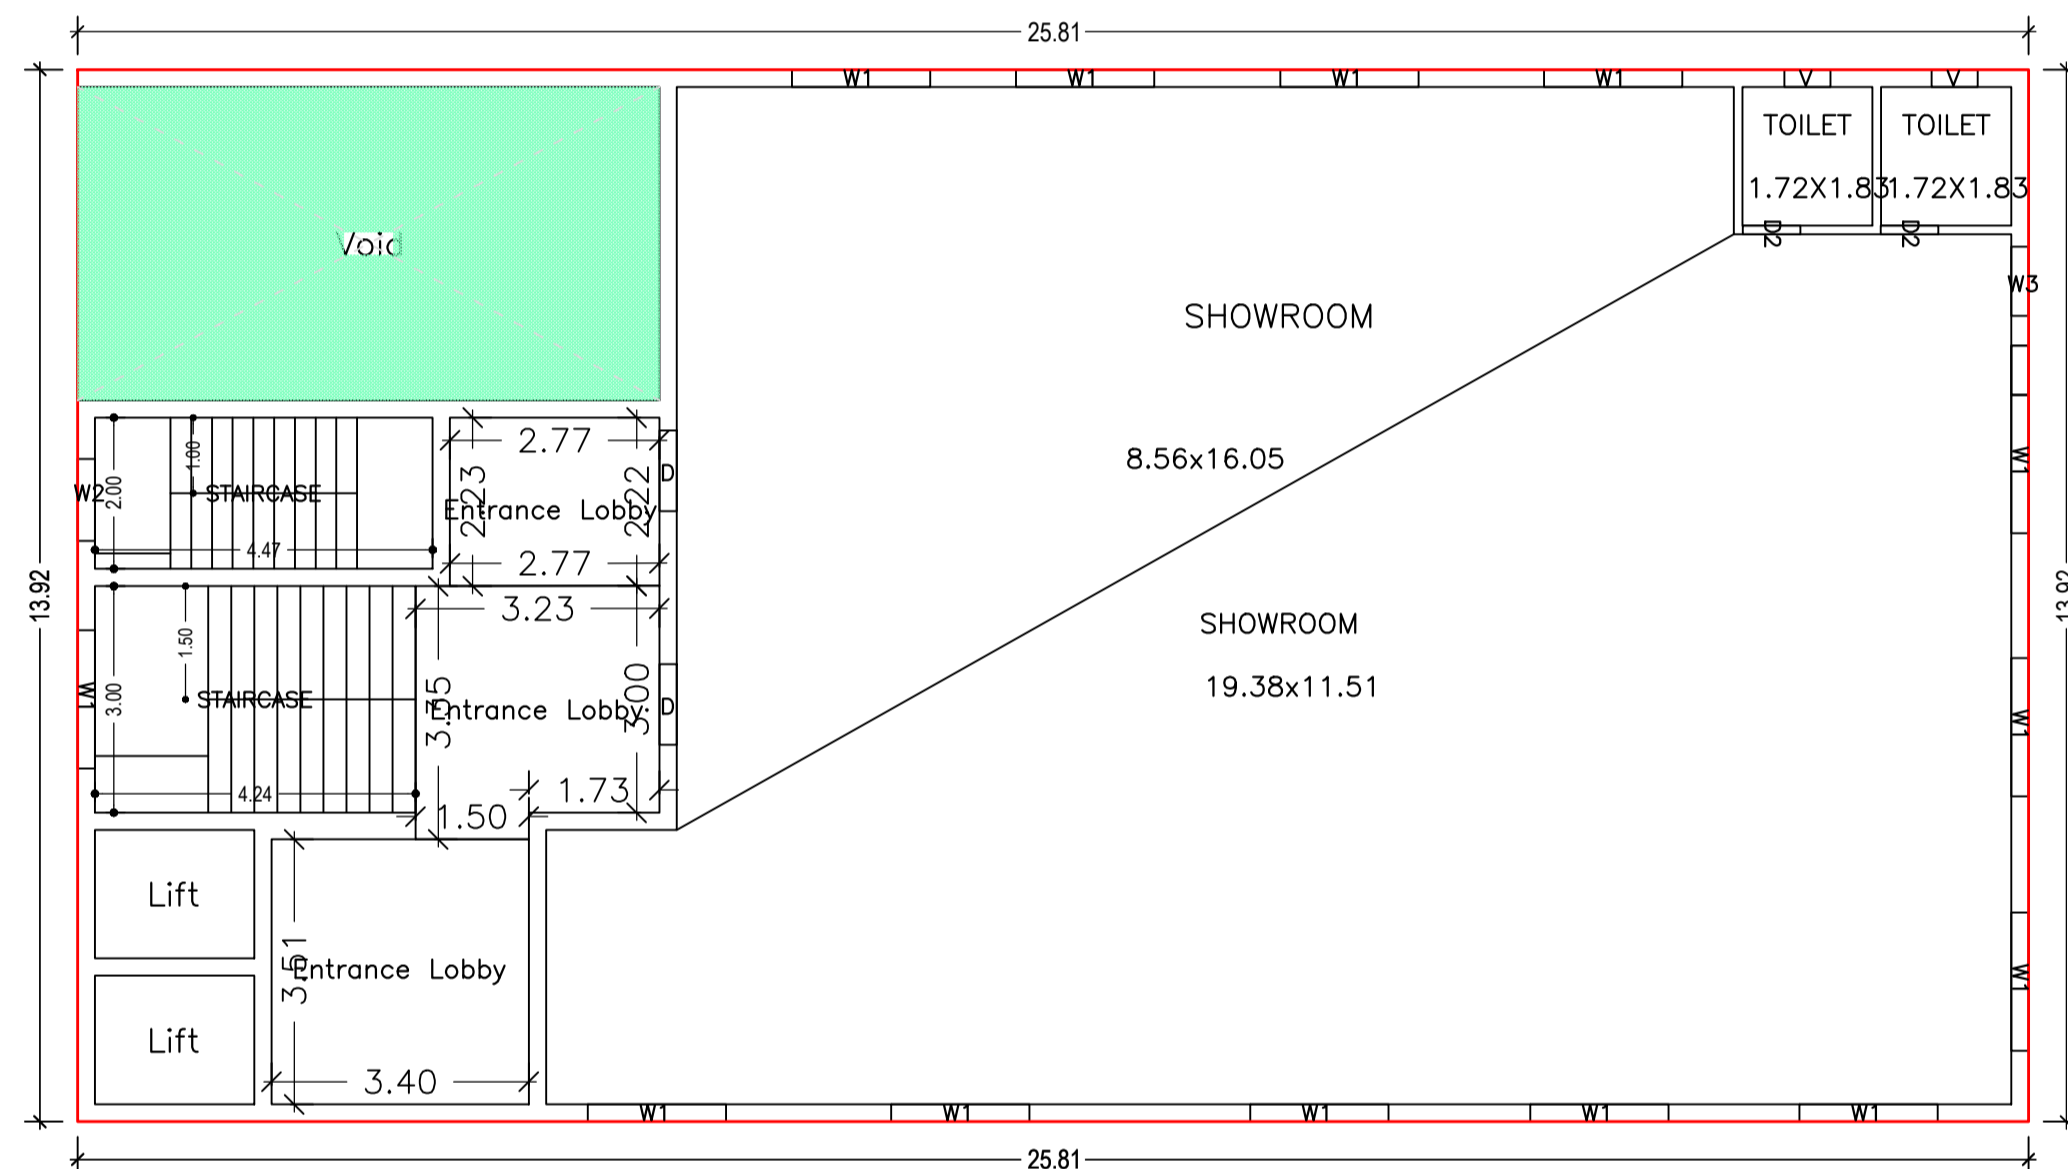 25.81
W1 W1 W1 W1 V V
TOILET TOILET
1.72X1.83 1.72X1.83
D2 D2
Void
W3
SHOWROOM
8.56x16.05
1.00
2.77
D
W2
2.00
STAIRCASE
2.23
2.22
Entrance Lobby
W1
4.47
2.77
13.92
13.92
3.23
SHOWROOM
1.50
19.38x11.51
W1
3.00
STAIRCASE
3.35
Entrance Lobby
3.00
D
W1
4.24
1.73
1.50
Lift
3.51
Entrance Lobby
W1
Lift
3.40
W1 W1 W1 W1 W1
25.81